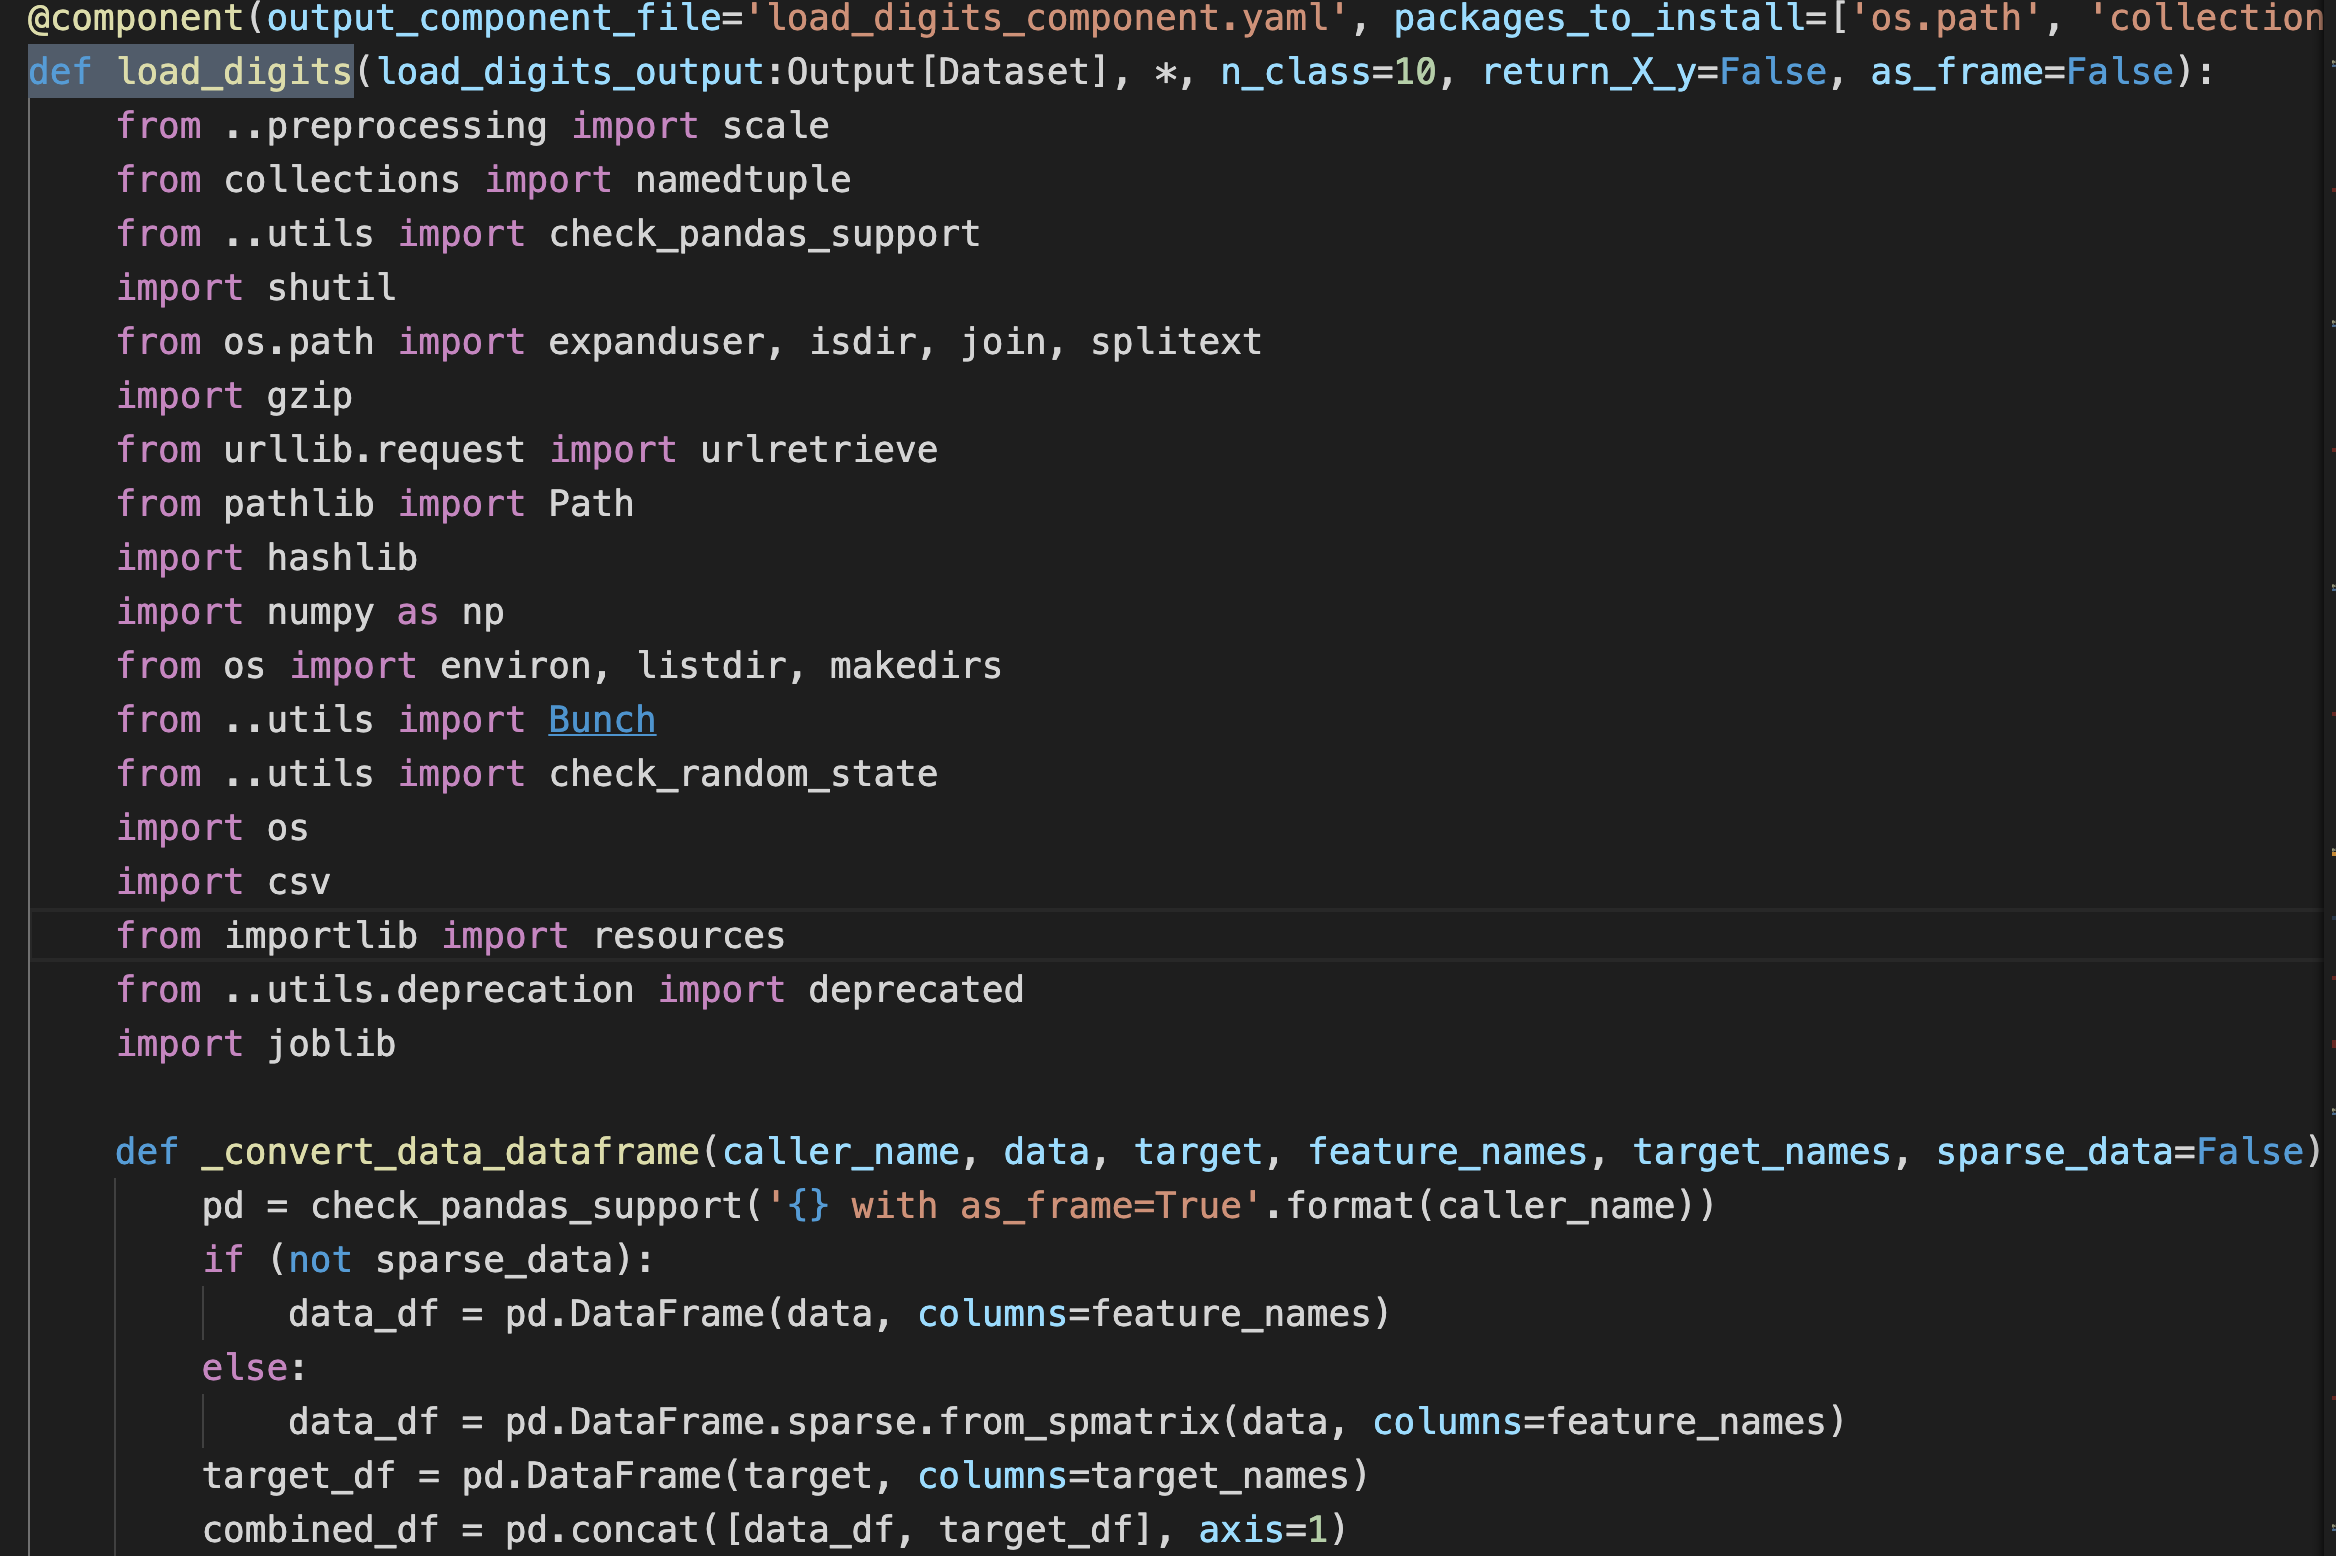 @component(output_component_file='load_digits_component.yaml', packages_to_install=['os.path', 'collection
def load_digits(load_digits_output:Output[Dataset], *, n_class=10, return_X_y=False, as_frame=False):
    from ..preprocessing import scale
    from collections import namedtuple
    from ..utils import check_pandas_support
    import shutil
    from os.path import expanduser, isdir, join, splitext
    import gzip
    from urllib.request import urlretrieve
    from pathlib import Path
    import hashlib
    import numpy as np
    from os import environ, listdir, makedirs
    from ..utils import Bunch
    from ..utils import check_random_state
    import os
    import csv
    from importlib import resources
    from ..utils.deprecation import deprecated
    import joblib
    def _convert_data_dataframe(caller_name, data, target, feature_names, target_names, sparse_data=False)
        pd = check_pandas_support('{} with as_frame=True'.format(caller_name))
        if (not sparse_data):
            data_df = pd.DataFrame(data, columns=feature_names)
        else:
            data_df = pd.DataFrame.sparse.from_spmatrix(data, columns=feature_names)
        target_df = pd.DataFrame(target, columns=target_names)
        combined_df = pd.concat([data_df, target_df], axis=1)